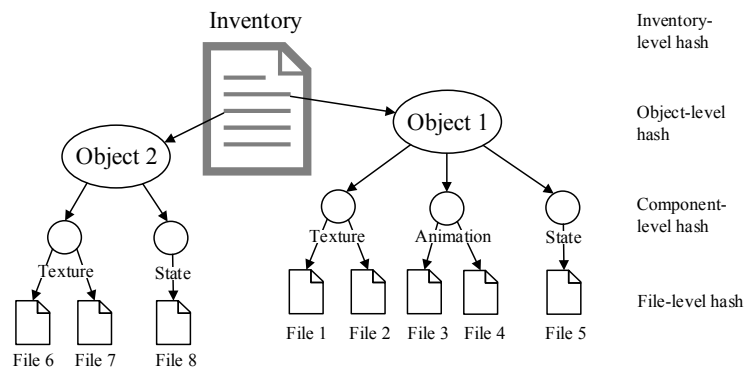 Inventory
Inventory-
level hash
Object 1
Object-level
hash
Object 2
Component-
level hash
Texture
Animation
State
Texture
State
File-level hash
File 1
File 2
File 3
File 4
File 5
File 6
File 7
File 8